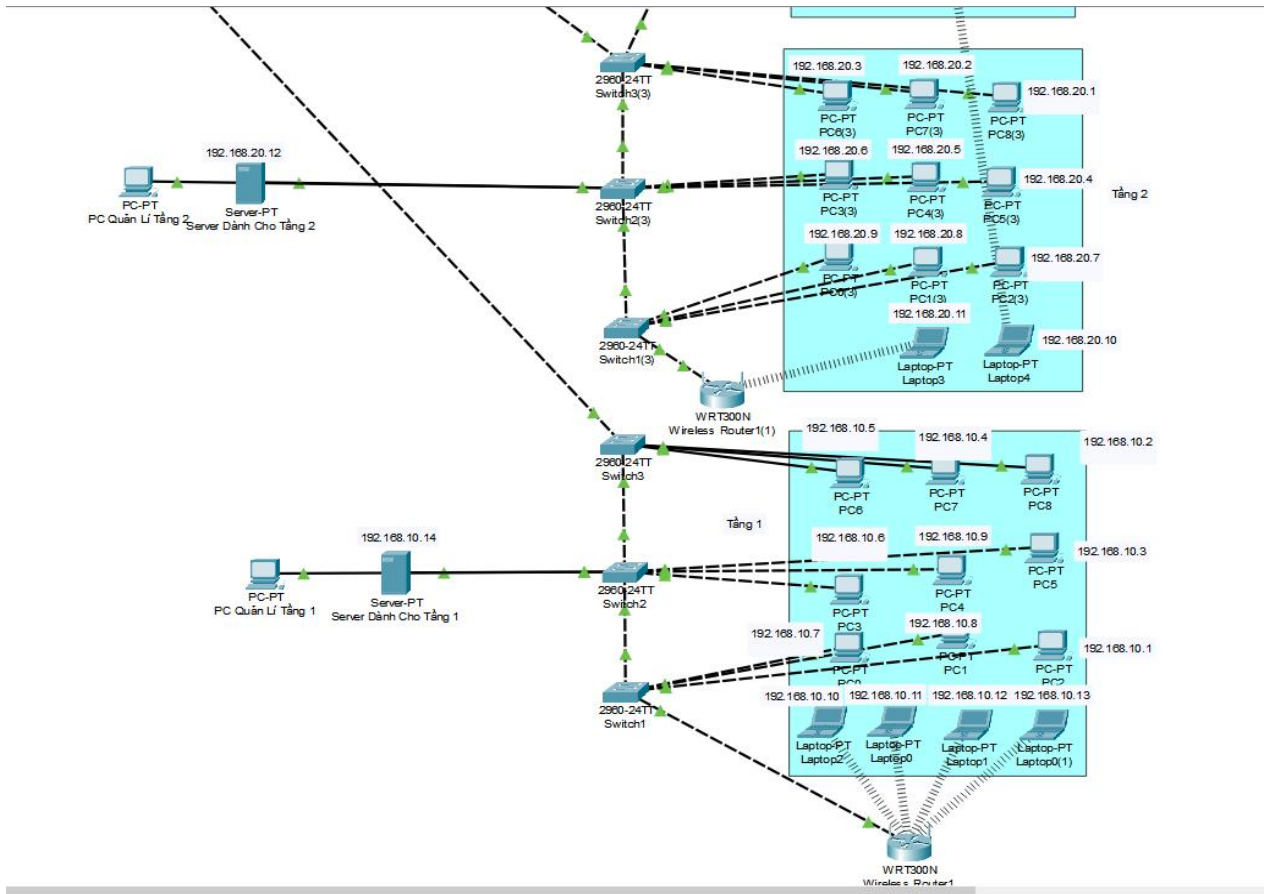 192.168.20.3
192.168.20.2
192.168.20.1
2960-24TT
Switch3(3)
PC-PT
PC6(3)
PC-PT
PC7(3)
PC-PT
PC8(3)
192.168.20.12
192.168.20.6
192.168.20.5
192.168.20.4
Tầng 2
PC-PT
PC Quản Lí Tầng 2
Server-PT
Server Dành Cho Tầng 2
2960-24TT
Switch2(3)
PC-PT
PC3(3)
PC-PT
PC4(3)
PC-PT
PC5(3)
192.168.20.9
192.168.20.8
192.168.20.7
PC-PT
PC0(3)
PC-PT
PC1(3)
PC-PT
PC2(3)
192.168.20.11
192.168.20.10
2960-24TT
Switch1(3)
Laptop-PT
Laptop3
Laptop-PT
Laptop4
WRT300N
Wireless Router1(1)
192.168.10.5
192.168.10.4
192.168.10.2
2960-24TT
Switch3
PC-PT
PC6
PC-PT
PC7
PC-PT
PC8
Tầng 1
192.168.10.14
192.168.10.6
192.168.10.9
192.168.10.3
PC-PT
PC Quản Lí Tầng 1
Server-PT
Server Dành Cho Tầng 1
2960-24TT
Switch2
PC-PT
PC3
PC-PT
PC4
PC-PT
PC5
192.168.10.7
192.168.10.8
192.168.10.1
PC-PT
PC0
PC-PT
PC1
PC-PT
PC2
2960-24TT
Switch1
192.168.10.10
192.168.10.11
192.168.10.12
192.168.10.13
Laptop-PT
Laptop2
Laptop-PT
Laptop0
Laptop-PT
Laptop1
Laptop-PT
Laptop0(1)
WRT300N
Wireless Router1